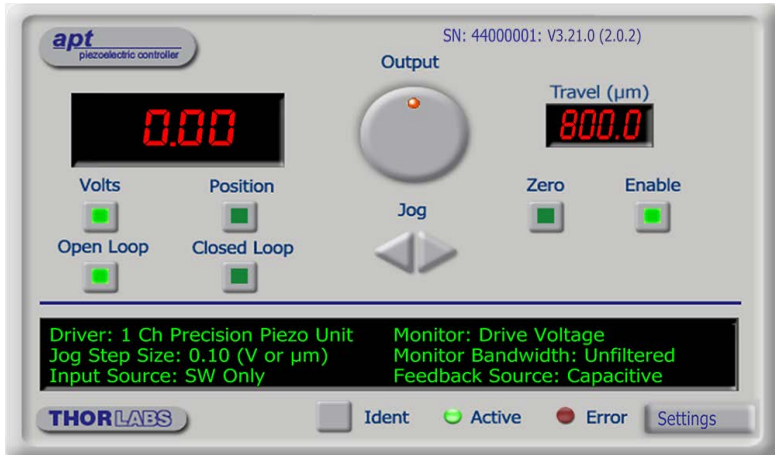 apt
piezoelectric controller
SN: 44000001: V3.21.0 (2.0.2)
Output
Travel (µm)
0.00
800.0
Volts
Position
Zero
Enable
Jog
Open Loop
Closed Loop
Driver: 1 Ch Precision Piezo Unit
Jog Step Size: 0.10 (V or µm)
Input Source: SW Only
Monitor: Drive Voltage
Monitor Bandwidth: Unfiltered
Feedback Source: Capacitive
THORLABS
Ident
Active
Error
Settings